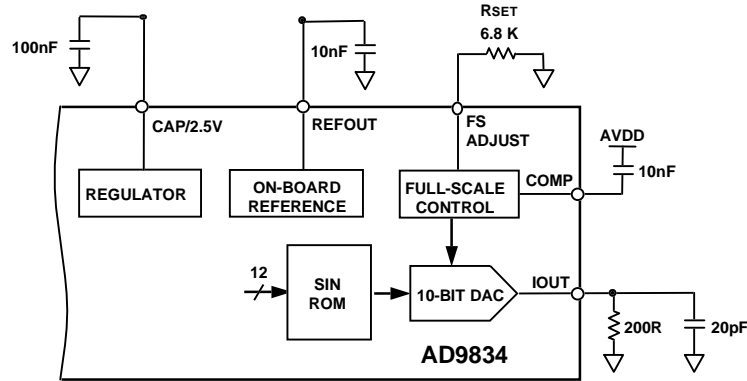 RSET
6.8 K
100nF
10nF
CAP/2.5V
REFOUT
FS
ADJUST
AVDD
10nF
COMP
REGULATOR
ON-BOARD
REFERENCE
FULL-SCALE
CONTROL
12
SIN
ROM
10-BIT DAC
IOUT
200R
20pF
AD9834